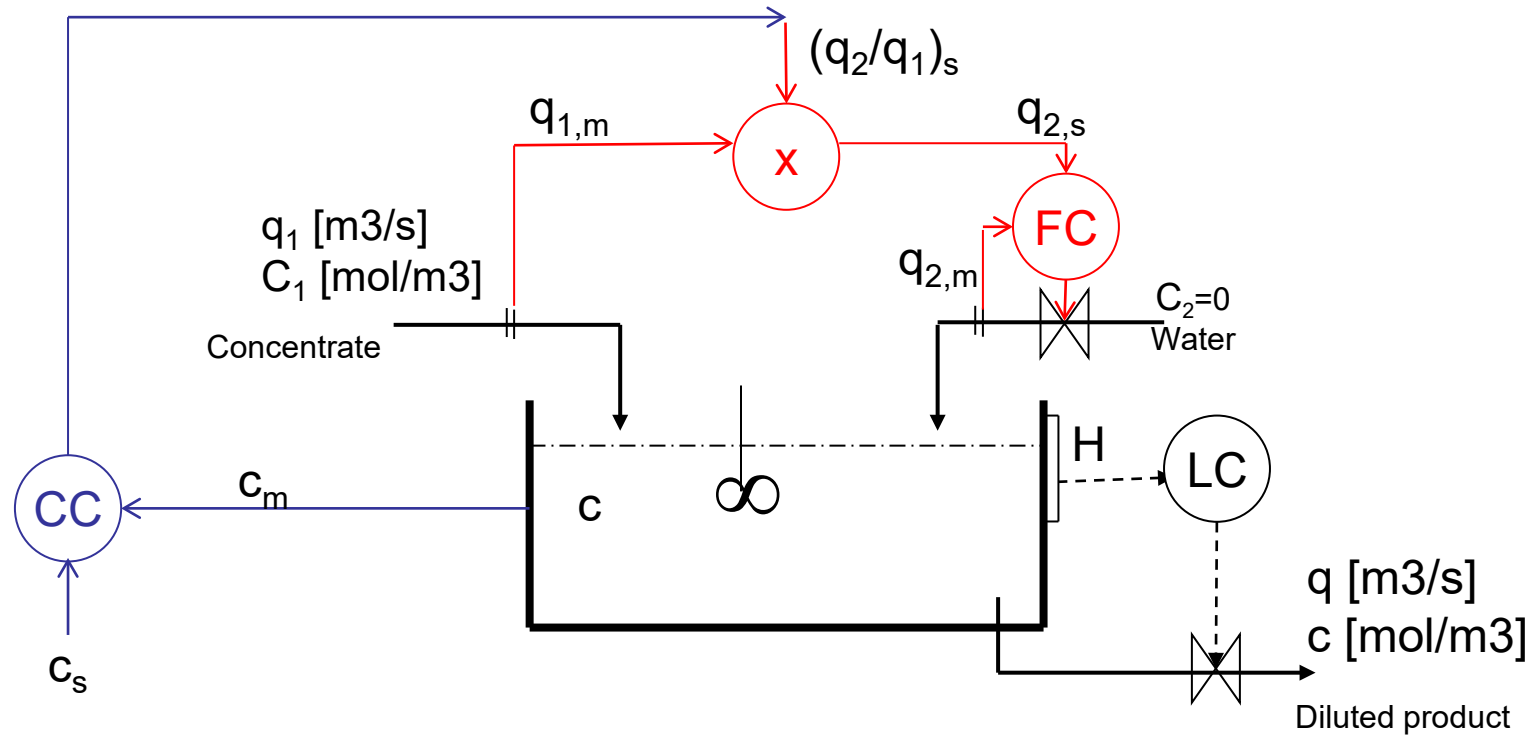 (q₂/q₁)ₛ
q₁,ₘ
q₂,ₛ
x
q₁ [m3/s]
C₁ [mol/m3]
FC
q₂,ₘ
C₂=0
Water
Concentrate
H
LC
cₘ
c
CC
q [m3/s]
c [mol/m3]
cₛ
Diluted product